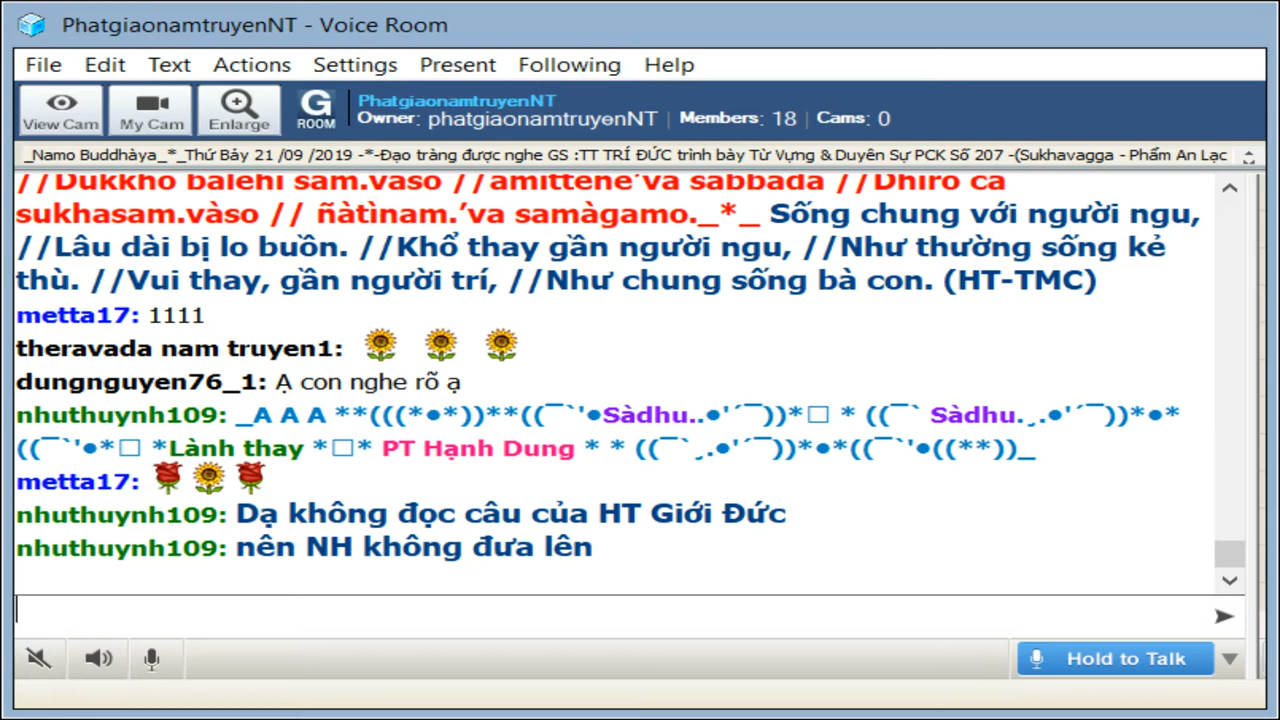 PhatgiaonamtruyenNT - Voice Room
File Edit Text Actions Settings Present Following Help
View Cam My Cam Enlarge G ROOM
PhatgiaonamtruyenNT
Owner: phatgiaonamtruyenNT Members: 18 Cams: 0
_Namo Buddhàya_*_Thứ Bảy 21 /09 /2019 -*-Đạo tràng được nghe GS :TT TRÍ ĐỨC trình bày Từ Vựng & Duyên Sự PCK Số 207 -(Sukhavagga - Phẩm An Lạc
//Dukkho bàlehi sam.vàso //amittene'va sabbadà //Dhìro ca
sukhasam.vàso // ñàtìnam.'va samàgamo._*_ Sống chung với người ngu,
//Lâu dài bị lo buồn. //Khổ thay gần người ngu, //Như thường sống kẻ
thù. //Vui thay, gần người trí, //Như chung sống bà con. (HT-TMC)
metta17: 1111
theravada nam truyen1:
dungnguyen76_1: Ạ con nghe rõ ạ
nhuthuynh109: _A A A **(((*●*))**((¯`'●Sàdhu..●'´¯))*□ * ((¯` Sàdhu.¸.●'´¯))*●*
((¯`'●*□ *Lành thay *□* PT Hạnh Dung * * ((¯`¸.●'´¯))*●*((¯`'●((**))_
metta17:
nhuthuynh109: Dạ không đọc câu của HT Giới Đức
nhuthuynh109: nên NH không đưa lên
Hold to Talk